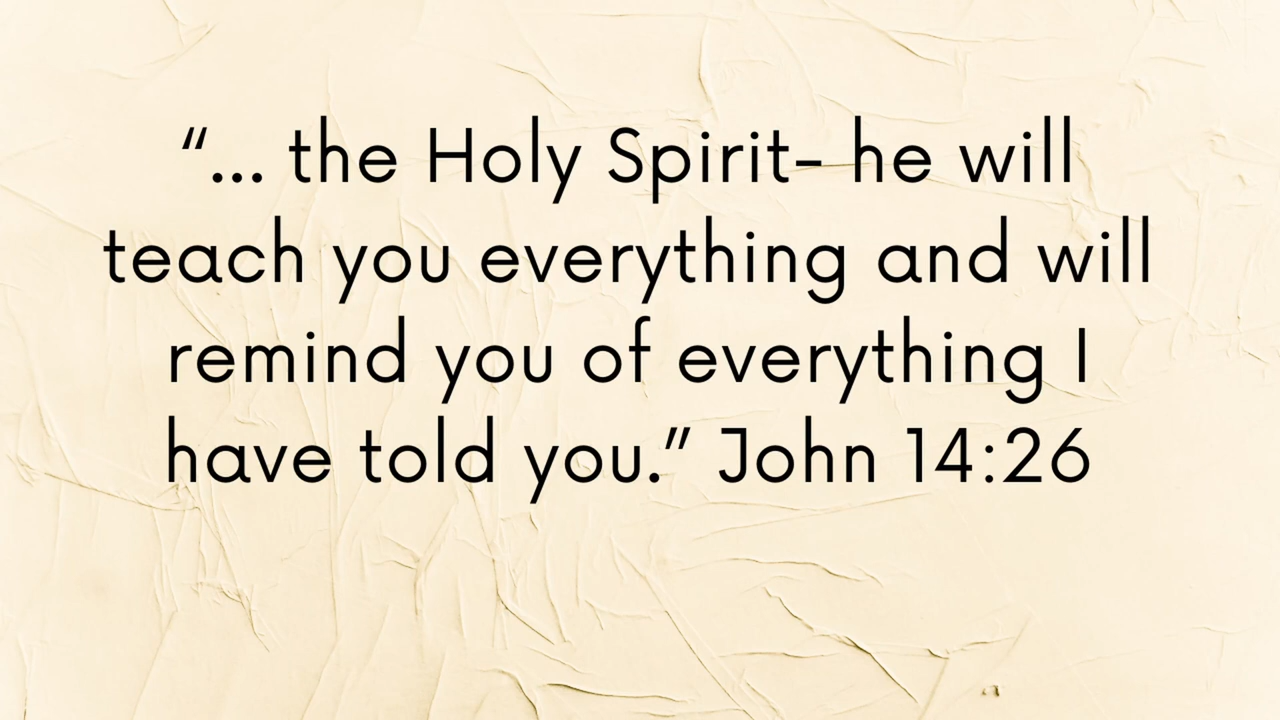 “... the Holy Spirit- he will
teach you everything and will
remind you of everything I
have told you.” John 14:26